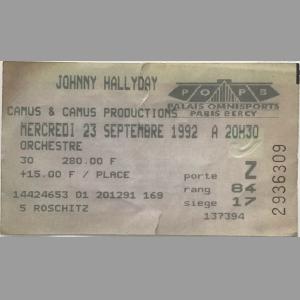 JOHNNY HALLYDAY
POPB
PALAIS OMNISPORTS
PARIS BERCY
CAMUS & CAMUS PRODUCTIONS
MERCREDI 23 SEPTEMBRE 1992 A 20H30
ORCHESTRE
30 280.00 F
+15.00 F / PLACE
porte Z
rang 84
siege 17
14424653 01 201291 169
5 ROSCHITZ
137394
2936309